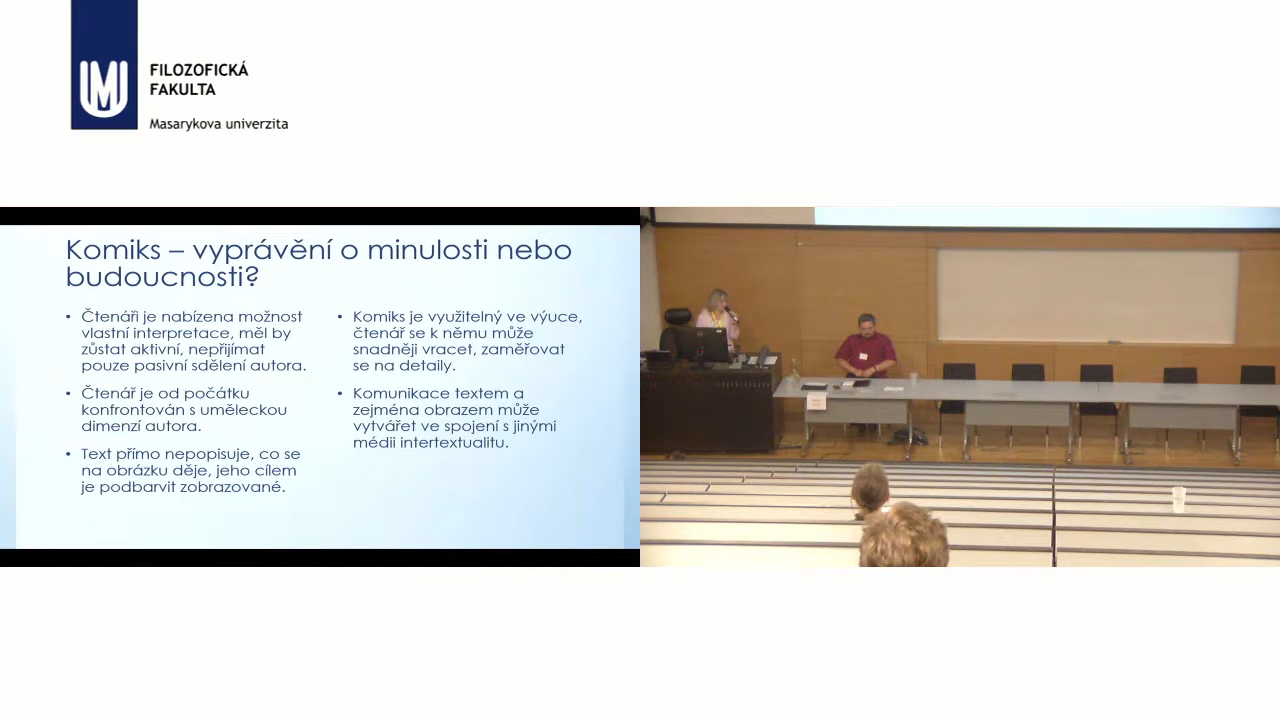 FILOZOFICKÁ
FAKULTA
Masarykova univerzita
Komiks – vyprávění o minulosti nebo
budoucnosti?
• Čtenáři je nabízena možnost
vlastní interpretace, měl by
zůstat aktivní, nepřijímat
pouze pasivní sdělení autora.
• Čtenář je od počátku
konfrontován s uměleckou
dimenzí autora.
• Text přímo nepopisuje, co se
na obrázku děje, jeho cílem
je podbarvit zobrazované.
• Komiks je využitelný ve výuce,
čtenář se k němu může
snadněji vracet, zaměřovat
se na detaily.
• Komunikace textem a
zejména obrazem může
vytvářet ve spojení s jinými
médii intertextualitu.